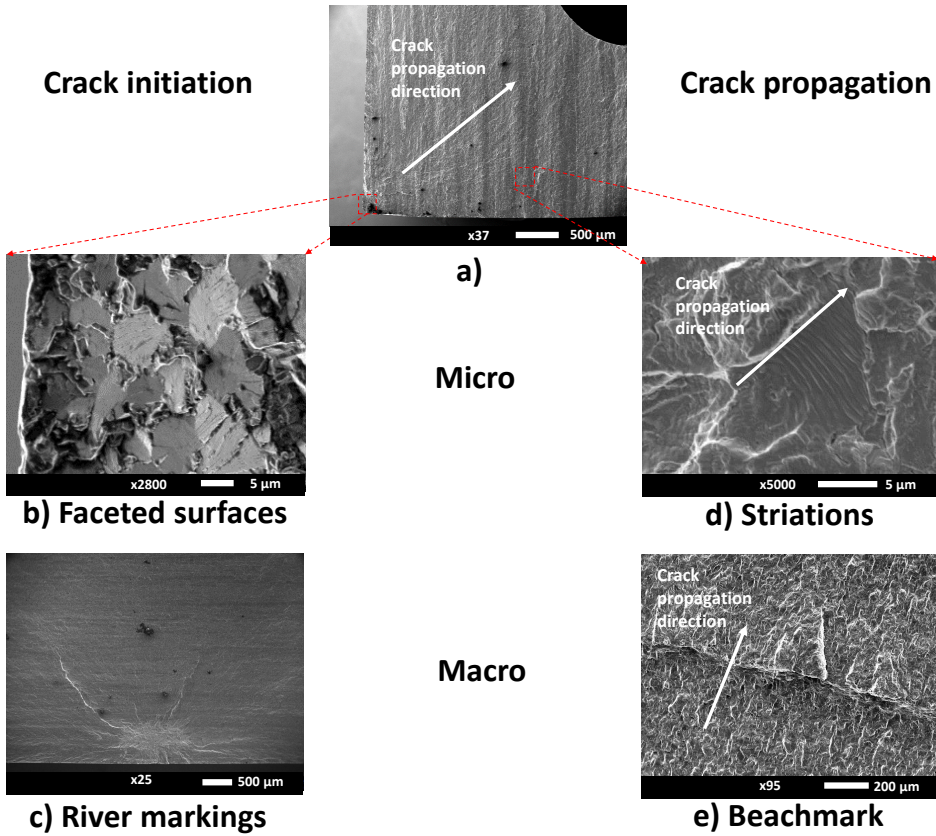 Crack initiation
Crack
propagation
direction
Crack propagation
x37
500 µm
a)
x2800
5 µm
b) Faceted surfaces
Micro
Crack
propagation
direction
x5000
5 µm
d) Striations
x25
500 µm
c) River markings
Macro
Crack
propagation
direction
x95
200 µm
e) Beachmark